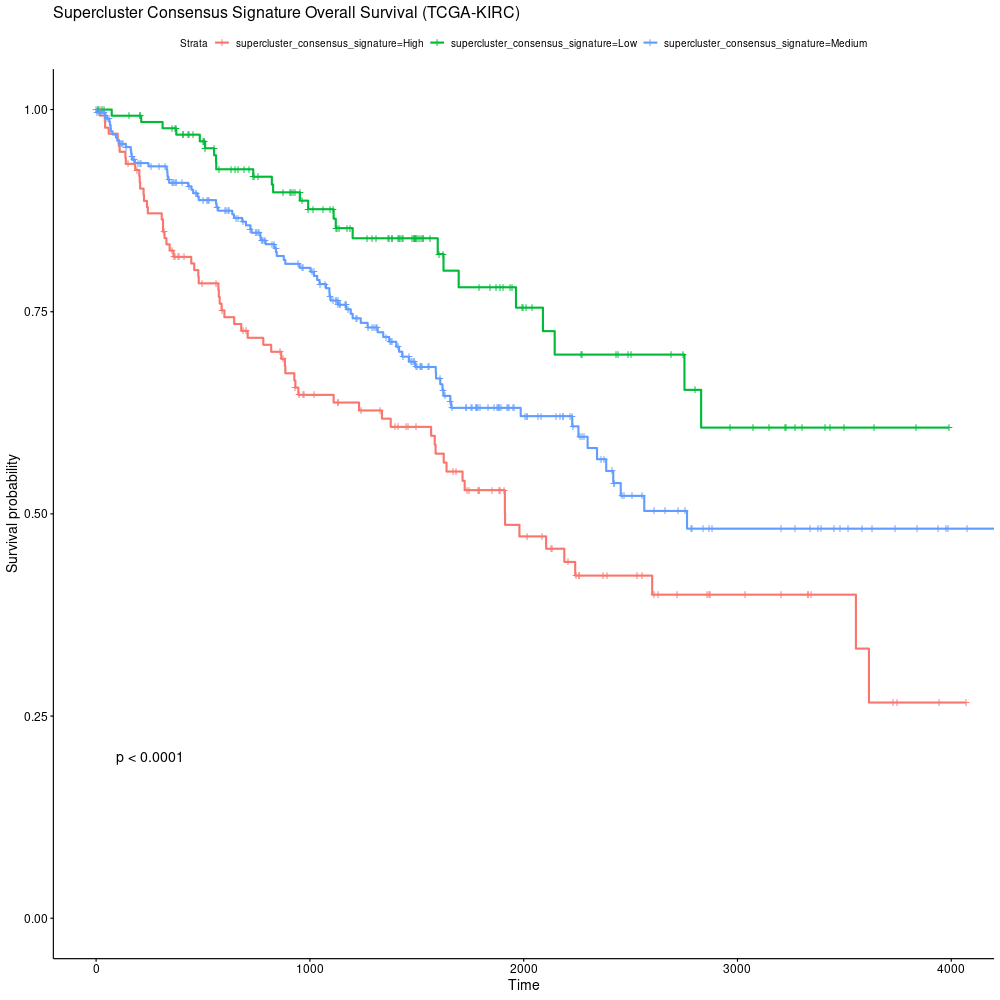 Supercluster Consensus Signature Overall Survival (TCGA-KIRC)
Strata supercluster_consensus_signature=High supercluster_consensus_signature=Low supercluster_consensus_signature=Medium
Survival probability
1.00
0.75
0.50
0.25
0.00
p < 0.0001
0 1000 2000 3000 4000
Time